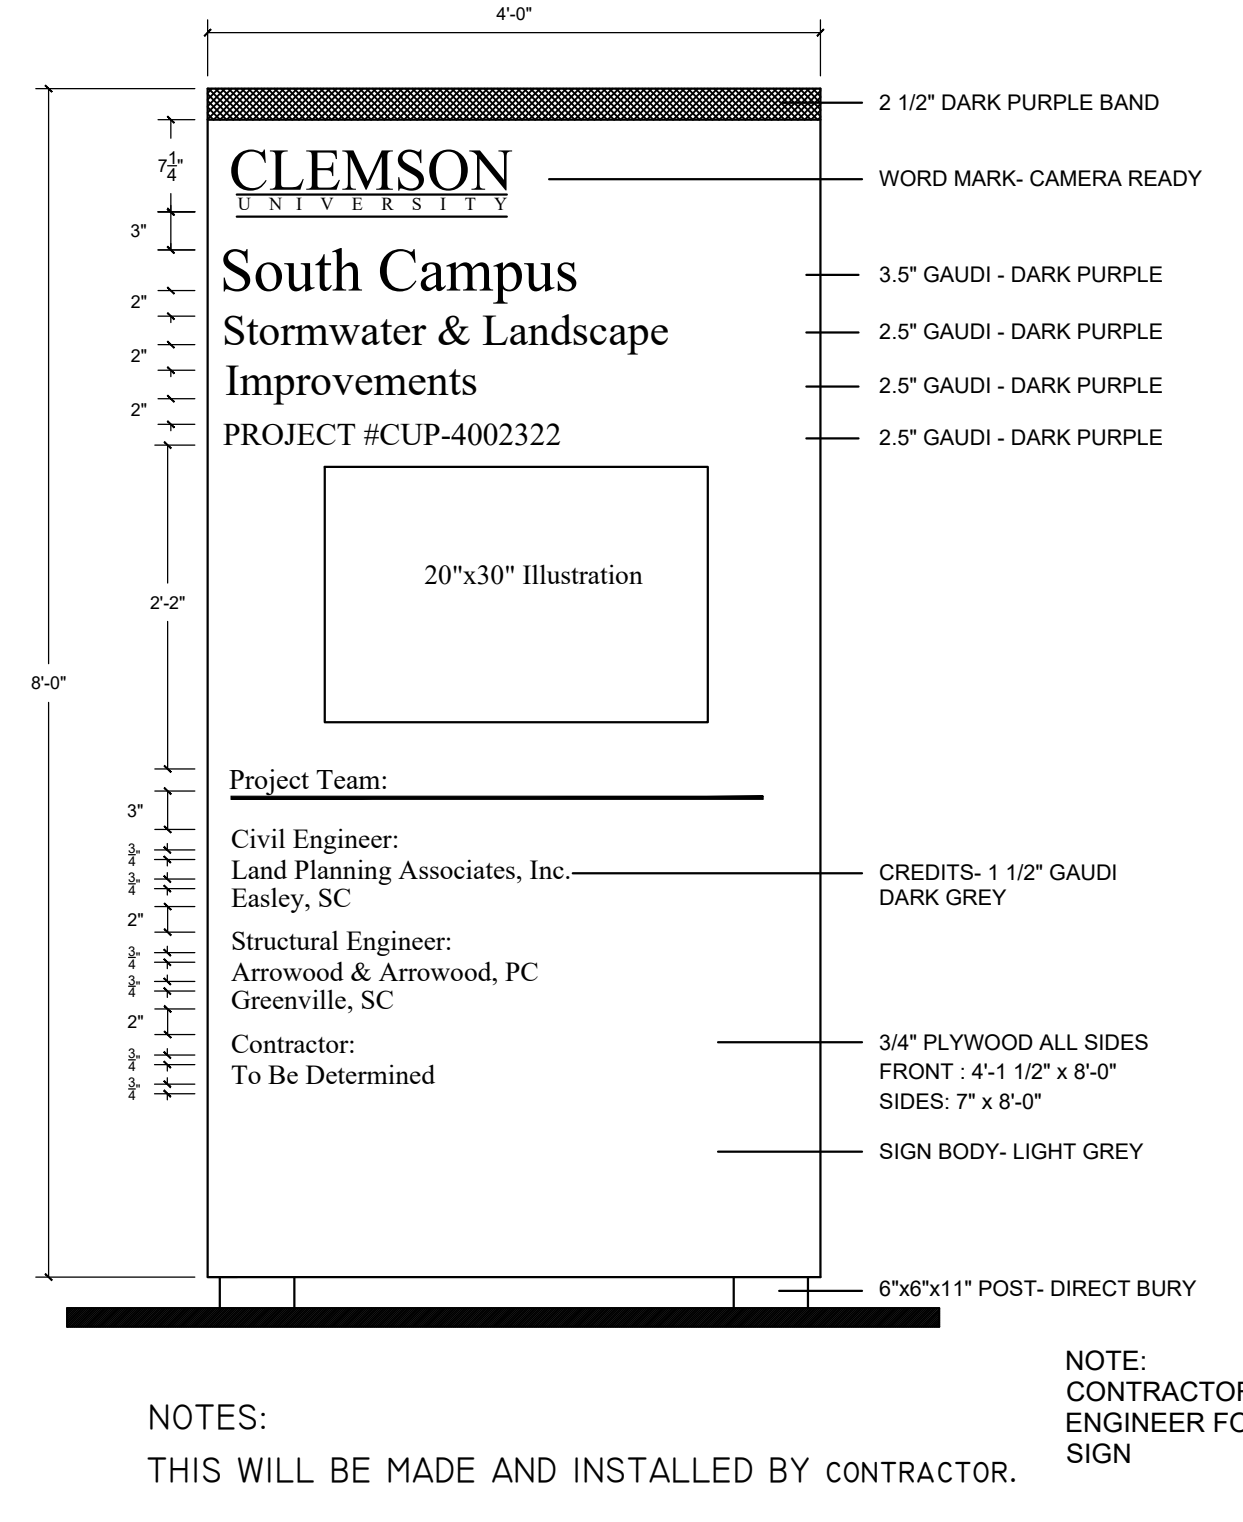 4'-0"
2 1/2" DARK PURPLE BAND
7 1/4"
CLEMSON
UNIVERSITY
WORD MARK- CAMERA READY
3"
South Campus
3.5" GAUDI - DARK PURPLE
2"
Stormwater & Landscape
2.5" GAUDI - DARK PURPLE
2"
Improvements
2.5" GAUDI - DARK PURPLE
2"
PROJECT #CUP-4002322
2.5" GAUDI - DARK PURPLE
20"x30" Illustration
2'-2"
8'-0"
Project Team:
3"
Civil Engineer:
3/4"
Land Planning Associates, Inc.
CREDITS- 1 1/2" GAUDI
DARK GREY
3/4"
Easley, SC
2"
Structural Engineer:
3/4"
Arrowood & Arrowood, PC
3/4"
Greenville, SC
2"
Contractor:
3/4"
To Be Determined
3/4"
3/4" PLYWOOD ALL SIDES
FRONT : 4'-1 1/2" x 8'-0"
SIDES: 7" x 8'-0"
SIGN BODY- LIGHT GREY
6"x6"x11" POST- DIRECT BURY
NOTE:
CONTRACTOR
ENGINEER FO
SIGN
NOTES:
THIS WILL BE MADE AND INSTALLED BY CONTRACTOR.